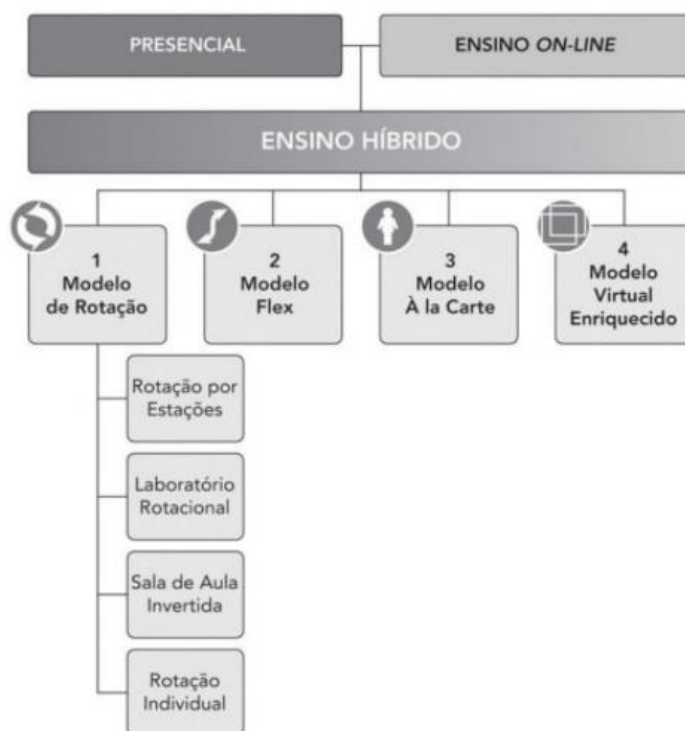 PRESENCIAL
ENSINO ON-LINE
ENSINO HÍBRIDO
1
Modelo
de Rotação
2
Modelo
Flex
3
Modelo
À la Carte
4
Modelo
Virtual
Enriquecido
Rotação por
Estações
Laboratório
Rotacional
Sala de Aula
Invertida
Rotação
Individual